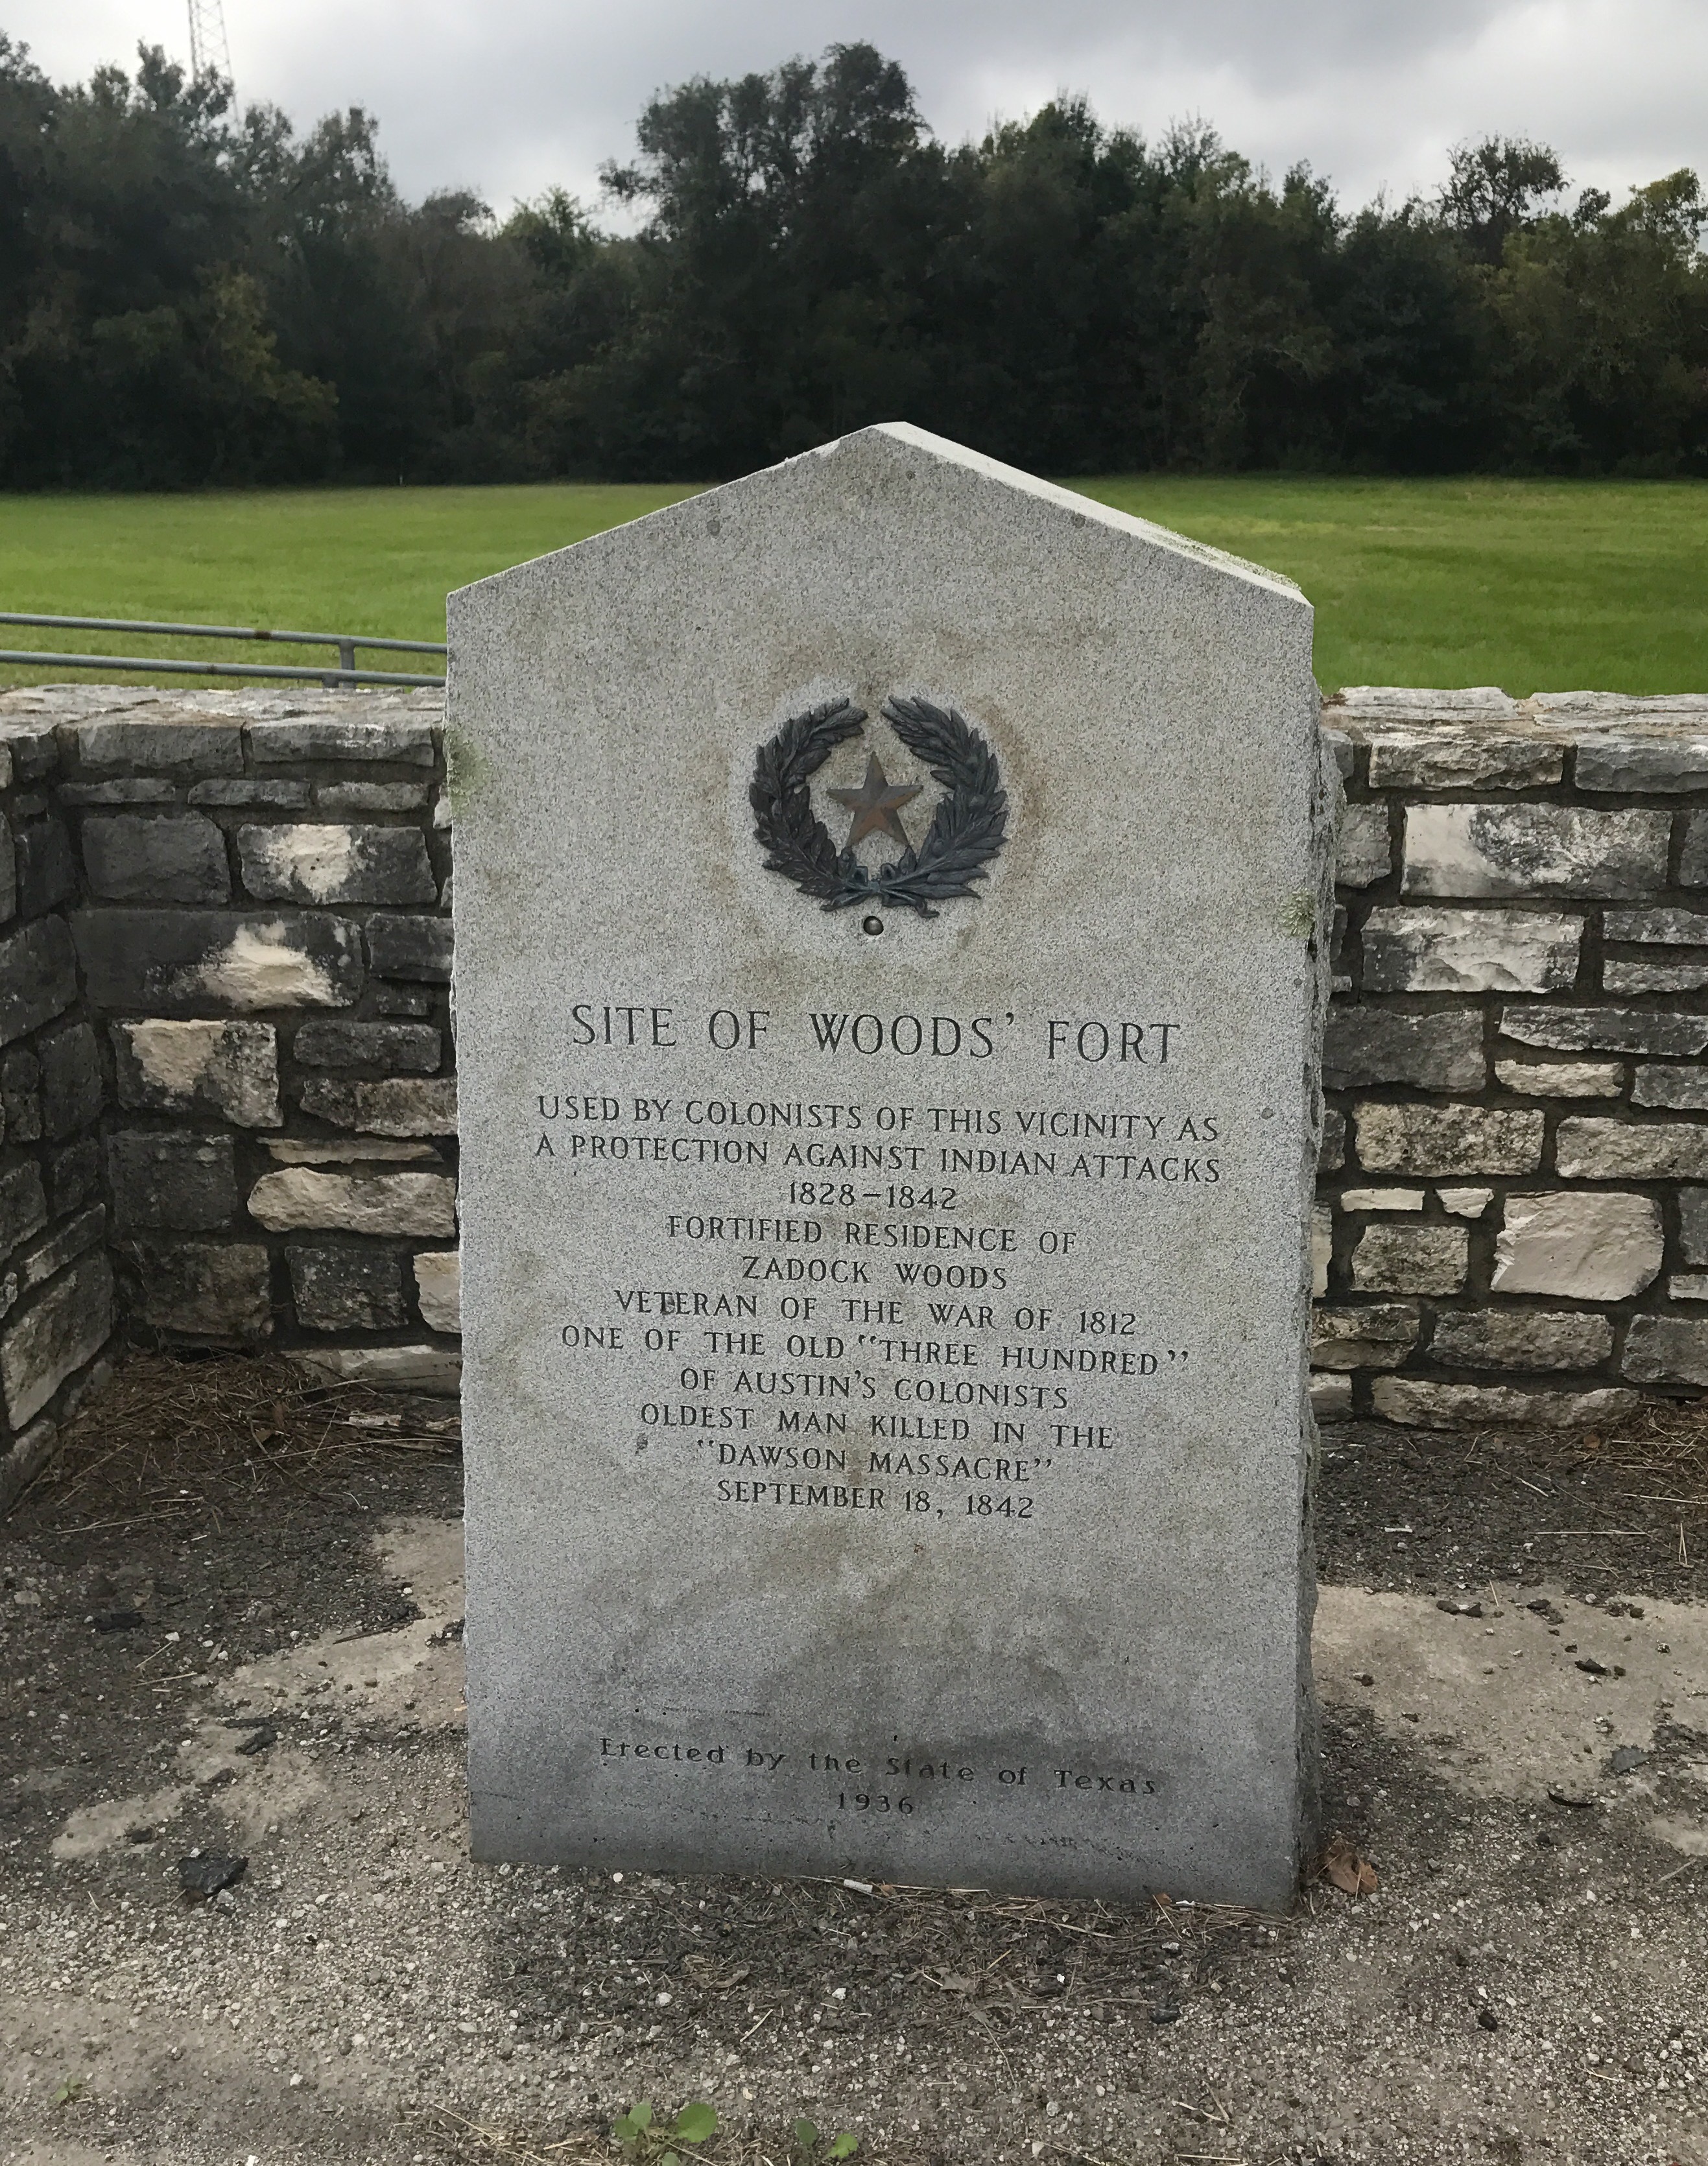 SITE OF WOODS' FORT
USED BY COLONISTS OF THIS VICINITY AS
A PROTECTION AGAINST INDIAN ATTACKS
1828–1842
FORTIFIED RESIDENCE OF
ZADOCK WOODS
VETERAN OF THE WAR OF 1812
ONE OF THE OLD "THREE HUNDRED"
OF AUSTIN'S COLONISTS
OLDEST MAN KILLED IN THE
"DAWSON MASSACRE"
SEPTEMBER 18, 1842
Erected by the State of Texas
1936